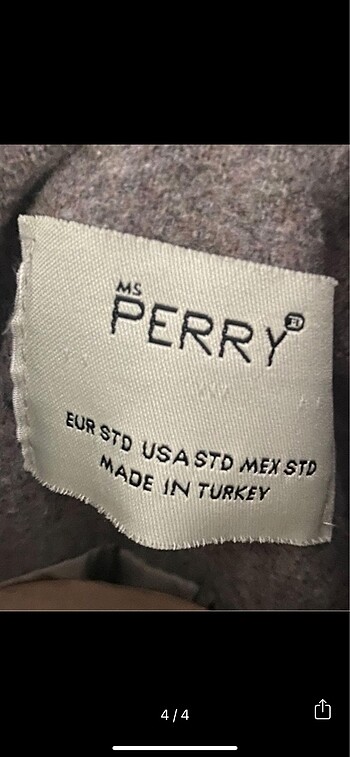 MS
PERRY®
EUR STD USA STD MEX STD
MADE IN TURKEY
4/4